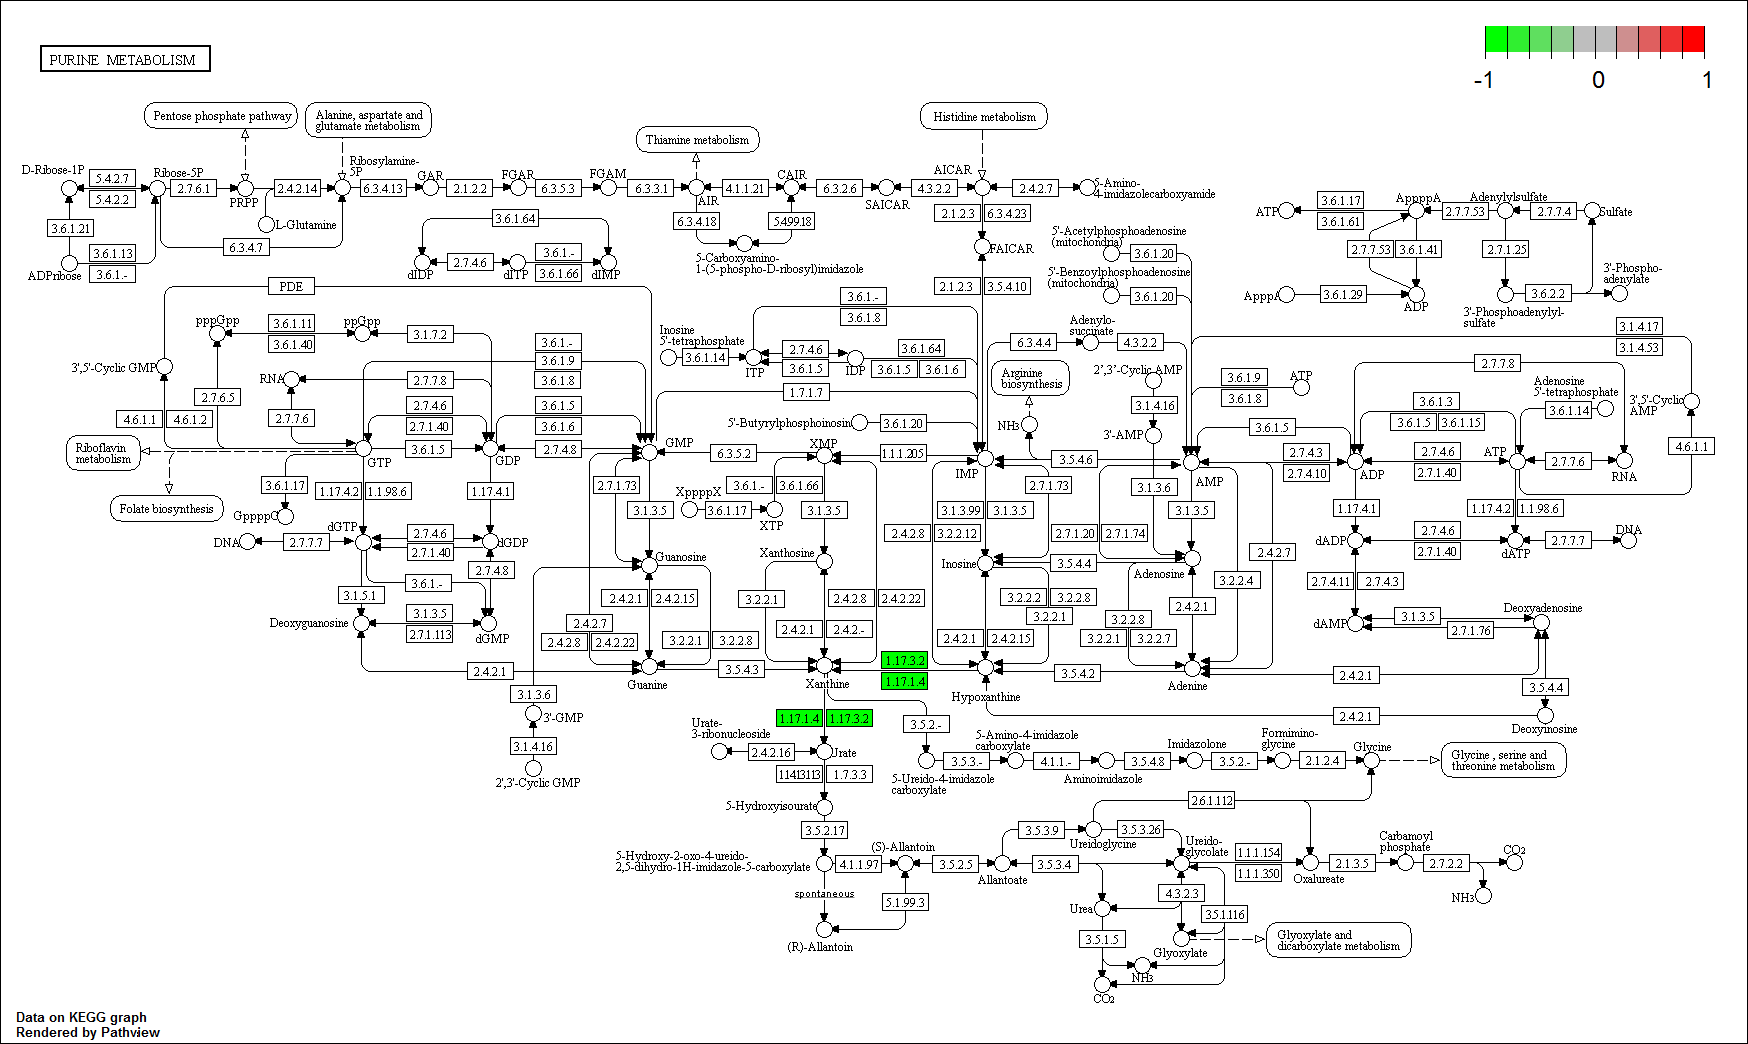 PURINE METABOLISM
-1
0
1
Pentose phosphate pathway
Alanine, aspartate and
glutamate metabolism
Thiamine metabolism
Histidine metabolism
D-Ribose-1P
5.4.2.7
5.4.2.2
Ribose-5P
2.7.6.1
PRPP
2.4.2.14
Ribosylamine-
5P
6.3.4.13
GAR
2.1.2.2
FGAR
6.3.5.3
FGAM
6.3.3.1
AIR
4.1.1.21
CAIR
6.3.2.6
SAICAR
4.3.2.2
AICAR
2.4.2.7
5-Amino-
4-imidazolecarboxyamide
L-Glutamine
3.6.1.21
3.6.1.13
3.6.1.-
ADPribose
6.3.4.7
3.6.1.64
dIDP
2.7.4.6
dITP
3.6.1.-
3.6.1.66
dIMP
6.3.4.18
5.4.99.18
5-Carboxyamino-
1-(5-phospho-D-ribosyl)imidazole
2.1.2.3
6.3.4.23
FAICAR
2.1.2.3
3.5.4.10
5'-Acetylphosphoadenosine
(mitochondria)
3.6.1.20
5'-Benzoylphosphoadenosine
(mitochondria)
3.6.1.20
ATP
3.6.1.17
3.6.1.61
AppppA
2.7.7.53
Adenylylsulfate
2.7.7.4
Sulfate
2.7.7.53
3.6.1.41
2.7.1.25
ApppA
3.6.1.29
ADP
3.6.2.2
3'-Phospho-
adenylate
3'-Phosphoadenylyl-
sulfate
PDE
pppGpp
3.6.1.11
3.6.1.40
ppGpp
3.1.7.2
3',5'-Cyclic GMP
RNA
2.7.6.5
2.7.7.8
2.7.7.6
4.6.1.1
4.6.1.2
2.7.4.6
2.7.1.40
3.6.1.-
3.6.1.9
3.6.1.8
3.6.1.5
3.6.1.6
Inosine
5'-tetraphosphate
3.6.1.14
ITP
3.6.1.-
3.6.1.8
2.7.4.6
3.6.1.5
IDP
3.6.1.64
3.6.1.5
3.6.1.6
1.7.1.7
5'-Butyrylphosphoinosine
3.6.1.20
6.3.4.4
Adenylo-
succinate
4.3.2.2
Arginine
biosynthesis
NH3
2',3'-Cyclic AMP
3.1.4.16
3'-AMP
3.6.1.9
3.6.1.8
ATP
3.1.4.17
3.1.4.53
2.7.7.8
Adenosine
5'-tetraphosphate
3.6.1.14
3',5'-Cyclic
AMP
3.6.1.3
3.6.1.5
3.6.1.15
4.6.1.1
Riboflavin
metabolism
Folate biosynthesis
GTP
3.6.1.5
GDP
2.7.4.8
GMP
6.3.5.2
XMP
1.1.1.205
IMP
3.5.4.6
AMP
3.6.1.5
2.7.4.3
2.7.4.10
ADP
2.7.4.6
2.7.1.40
ATP
2.7.7.6
RNA
3.6.1.17
GppppG
1.17.4.2
1.1.98.6
1.17.4.1
2.7.1.73
3.1.3.5
XppppX
3.6.1.17
XTP
3.6.1.-
3.6.1.66
3.1.3.5
2.7.1.73
3.1.3.99
3.1.3.5
2.4.2.8
3.2.2.12
2.7.1.20
2.7.1.74
3.1.3.6
3.1.3.5
1.17.4.1
1.17.4.2
1.1.98.6
DNA
2.7.7.7
dGTP
2.7.4.6
2.7.1.40
dGDP
2.7.4.8
3.6.1.-
3.1.5.1
3.1.3.5
2.7.1.113
Deoxyguanosine
dGMP
Guanosine
Xanthosine
Inosine
3.5.4.4
Adenosine
2.4.2.7
3.2.2.4
dADP
2.7.4.6
2.7.1.40
dATP
2.7.7.7
DNA
2.7.4.11
2.7.4.3
dAMP
3.1.3.5
2.7.1.76
Deoxyadenosine
2.4.2.1
2.4.2.15
2.4.2.7
2.4.2.8
2.4.2.22
3.2.2.1
3.2.2.8
3.2.2.1
2.4.2.8
2.4.2.22
2.4.2.1
2.4.2.-
3.2.2.2
3.2.2.8
3.2.2.1
2.4.2.1
2.4.2.15
2.4.2.1
3.2.2.8
3.2.2.1
3.2.2.7
2.4.2.1
Guanine
3.5.4.3
Xanthine
1.17.3.2
1.17.1.4
Hypoxanthine
3.5.4.2
Adenine
2.4.2.1
3.5.4.4
2.4.2.1
Deoxyinosine
3.1.3.6
3'-GMP
3.1.4.16
2',3'-Cyclic GMP
1.17.1.4
1.17.3.2
3.5.2.-
Urate-
3-ribonucleoside
2.4.2.16
Urate
5-Ureido-4-imidazole
carboxylate
3.5.3.-
5-Amino-4-imidazole
carboxylate
4.1.1.-
Aminoimidazole
3.5.4.8
Imidazolone
3.5.2.-
Formimino-
glycine
2.1.2.4
Glycine
Glycine , serine and
threonine metabolism
1.14.13.113
1.7.3.3
5-Hydroxyisourate
3.5.2.17
5-Hydroxy-2-oxo-4-ureido-
2,5-dihydro-1H-imidazole-5-carboxylate
4.1.1.97
(S)-Allantoin
3.5.2.5
Allantoate
3.5.3.4
3.5.3.9
Ureidoglycine
3.5.3.26
2.6.1.112
Ureido-
glycolate
1.1.1.154
1.1.1.350
Oxalureate
2.1.3.5
Carbamoyl
phosphate
2.7.2.2
CO2
NH3
spontaneous
5.1.99.3
(R)-Allantoin
Urea
4.3.2.3
3.5.1.116
3.5.1.5
Glyoxylate
Glyoxylate and
dicarboxylate metabolism
NH3
CO2
Data on KEGG graph
Rendered by Pathview